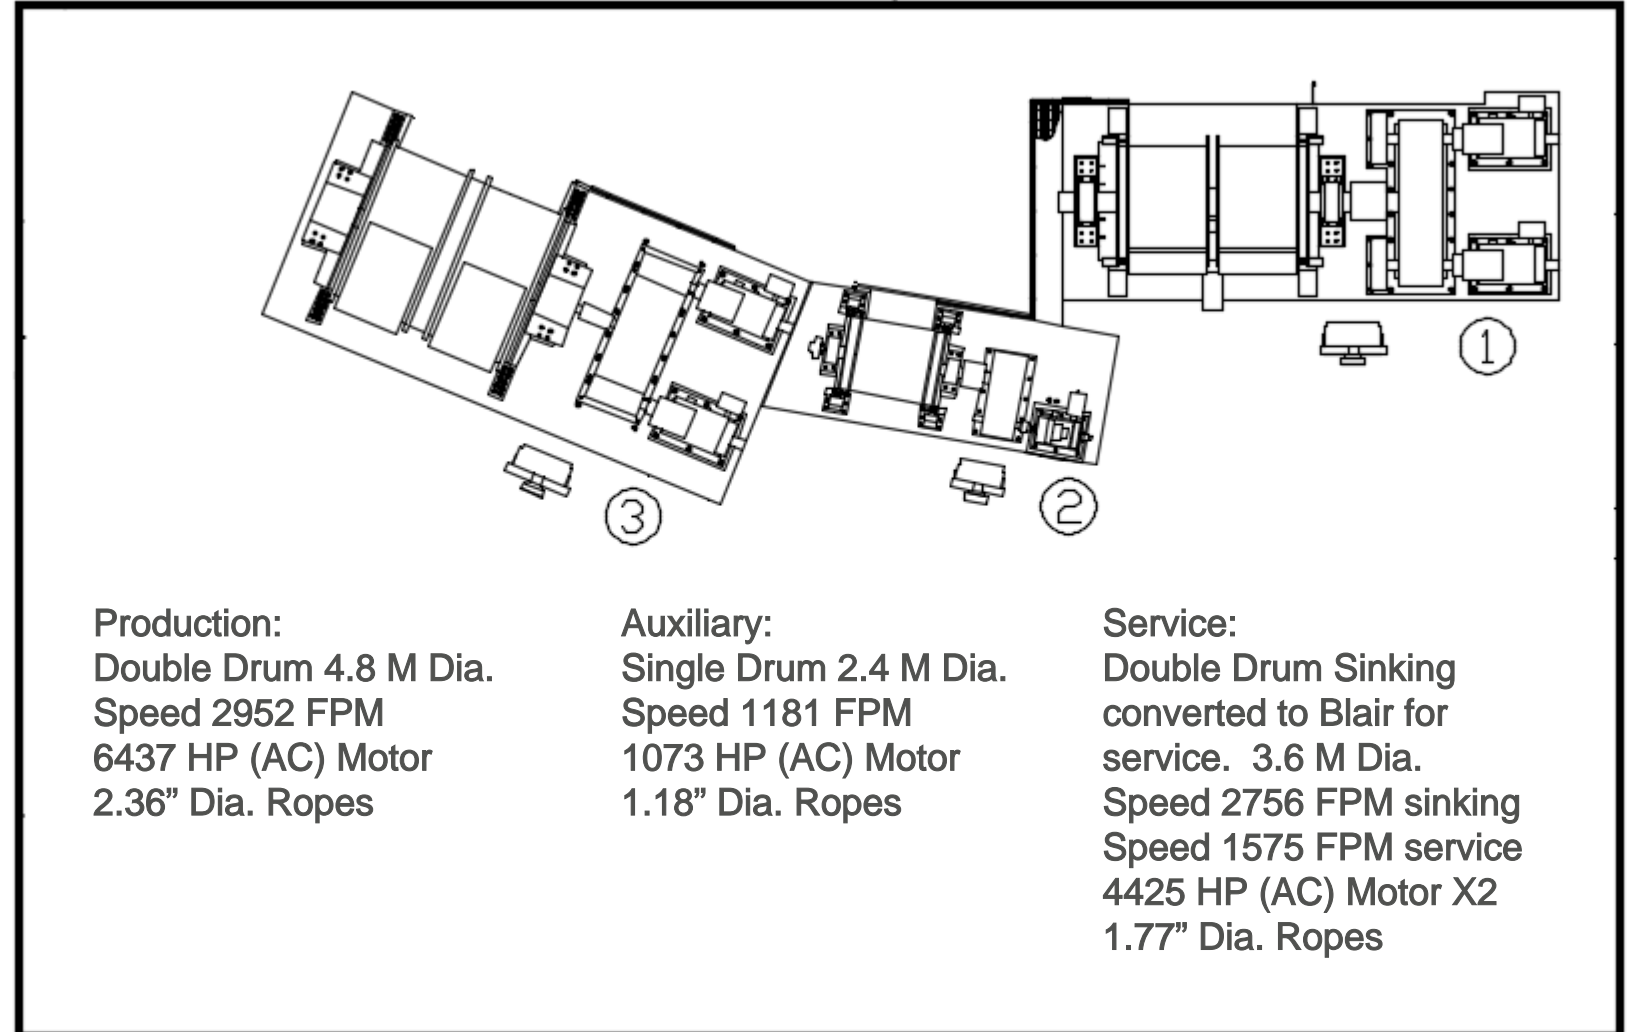 1
2
3
Production:
Double Drum 4.8 M Dia.
Speed 2952 FPM
6437 HP (AC) Motor
2.36” Dia. Ropes
Auxiliary:
Single Drum 2.4 M Dia.
Speed 1181 FPM
1073 HP (AC) Motor
1.18” Dia. Ropes
Service:
Double Drum Sinking
converted to Blair for
service.  3.6 M Dia.
Speed 2756 FPM sinking
Speed 1575 FPM service
4425 HP (AC) Motor X2
1.77” Dia. Ropes